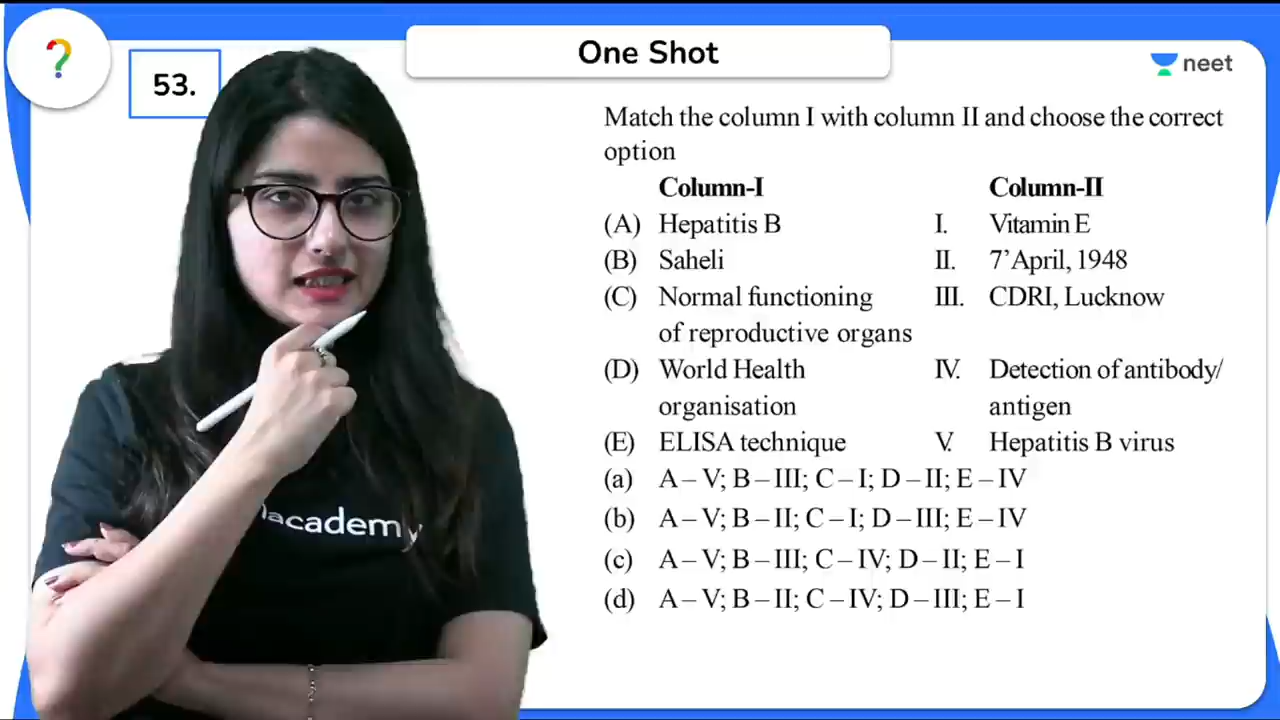 ?
53.
One Shot
neet
Match the column I with column II and choose the correct
option
Column-I Column-II
(A) Hepatitis B I. Vitamin E
(B) Saheli II. 7'April, 1948
(C) Normal functioning III. CDRI, Lucknow
of reproductive organs
(D) World Health IV. Detection of antibody/
organisation antigen
(E) ELISA technique V. Hepatitis B virus
(a) A – V; B – III; C – I; D – II; E – IV
(b) A – V; B – II; C – I; D – III; E – IV
(c) A – V; B – III; C – IV; D – II; E – I
(d) A – V; B – II; C – IV; D – III; E – I
academy